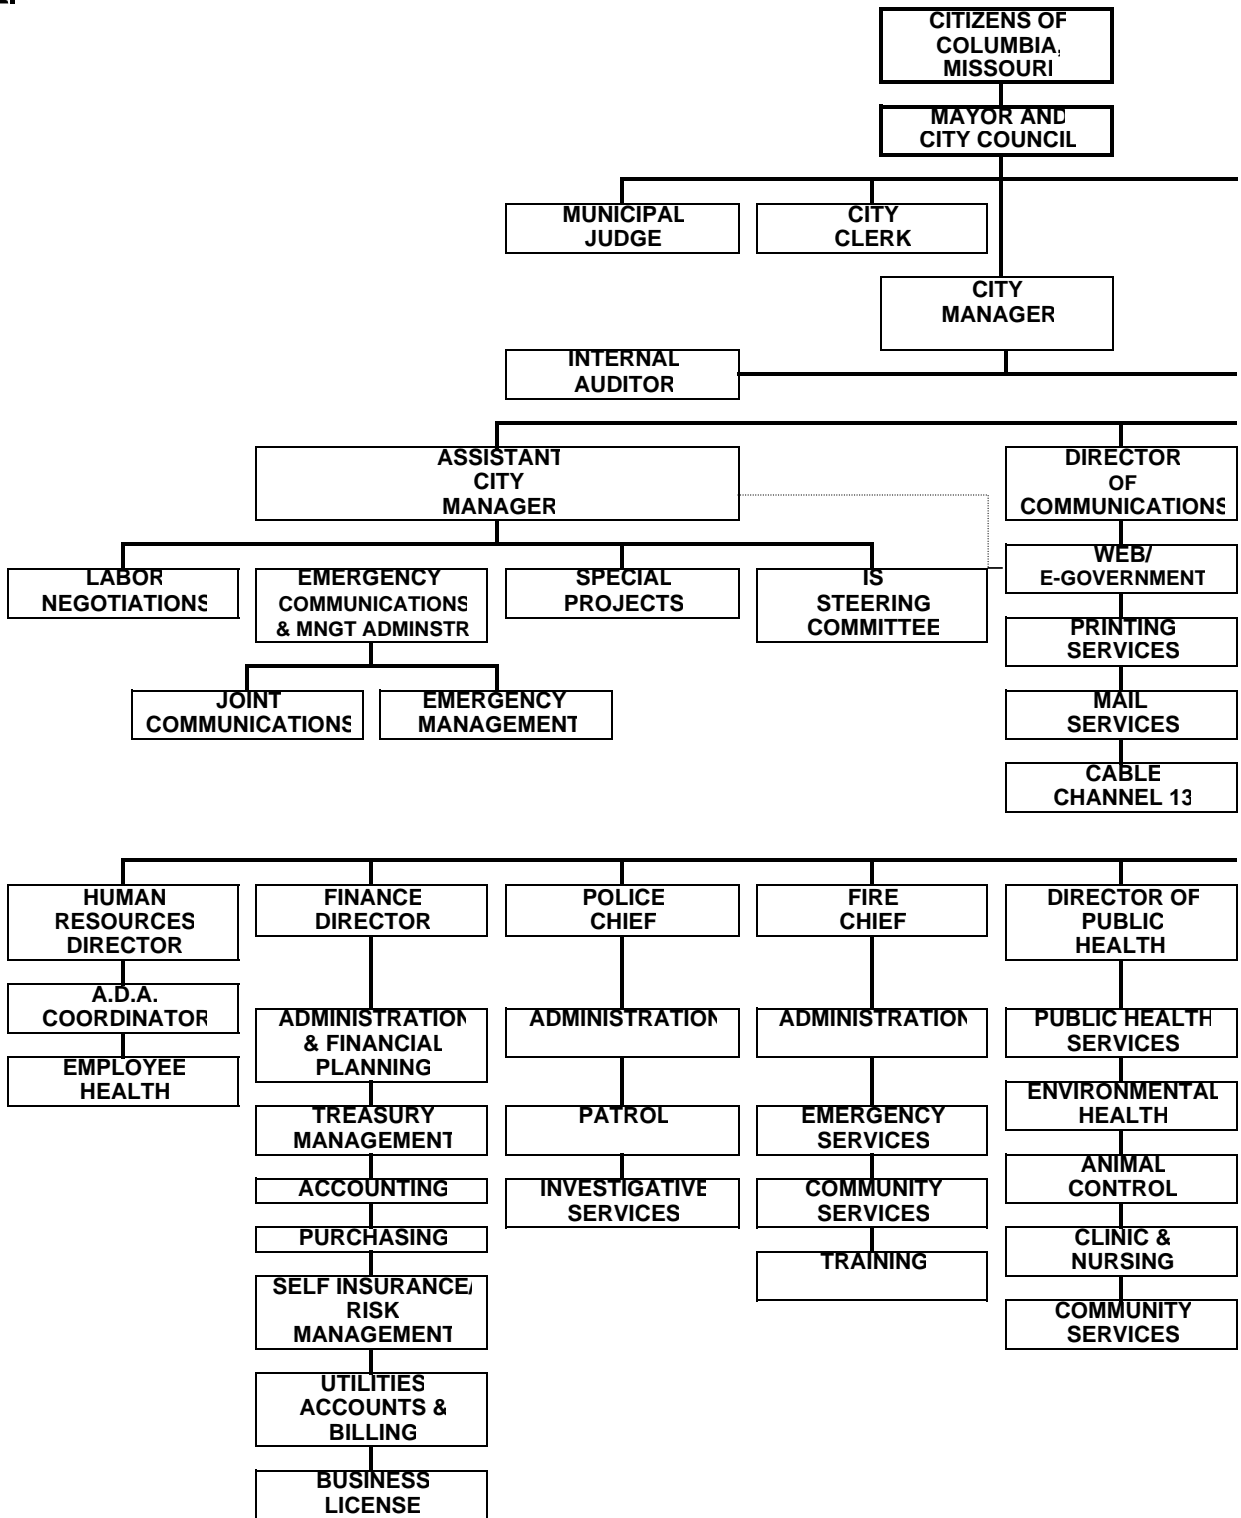 CITIZENS OF
COLUMBIA,
MISSOURI
MAYOR AND
CITY COUNCIL
MUNICIPAL
JUDGE
CITY
CLERK
CITY
MANAGER
INTERNAL
AUDITOR
ASSISTANT
CITY
MANAGER
DIRECTOR
OF
COMMUNICATIONS
LABOR
NEGOTIATIONS
EMERGENCY
COMMUNICATIONS
& MNGT ADMINSTR
SPECIAL
PROJECTS
IS
STEERING
COMMITTEE
WEB/
E-GOVERNMENT
PRINTING
SERVICES
JOINT
COMMUNICATIONS
EMERGENCY
MANAGEMENT
MAIL
SERVICES
CABLE
CHANNEL 13
HUMAN
RESOURCES
DIRECTOR
A.D.A.
COORDINATOR
EMPLOYEE
HEALTH
FINANCE
DIRECTOR
ADMINISTRATION
& FINANCIAL
PLANNING
TREASURY
MANAGEMENT
ACCOUNTING
PURCHASING
SELF INSURANCE/
RISK
MANAGEMENT
UTILITIES
ACCOUNTS &
BILLING
BUSINESS
LICENSE
POLICE
CHIEF
ADMINISTRATION
PATROL
INVESTIGATIVE
SERVICES
FIRE
CHIEF
ADMINISTRATION
EMERGENCY
SERVICES
COMMUNITY
SERVICES
TRAINING
DIRECTOR OF
PUBLIC
HEALTH
PUBLIC HEALTH
SERVICES
ENVIRONMENTAL
HEALTH
ANIMAL
CONTROL
CLINIC &
NURSING
COMMUNITY
SERVICES